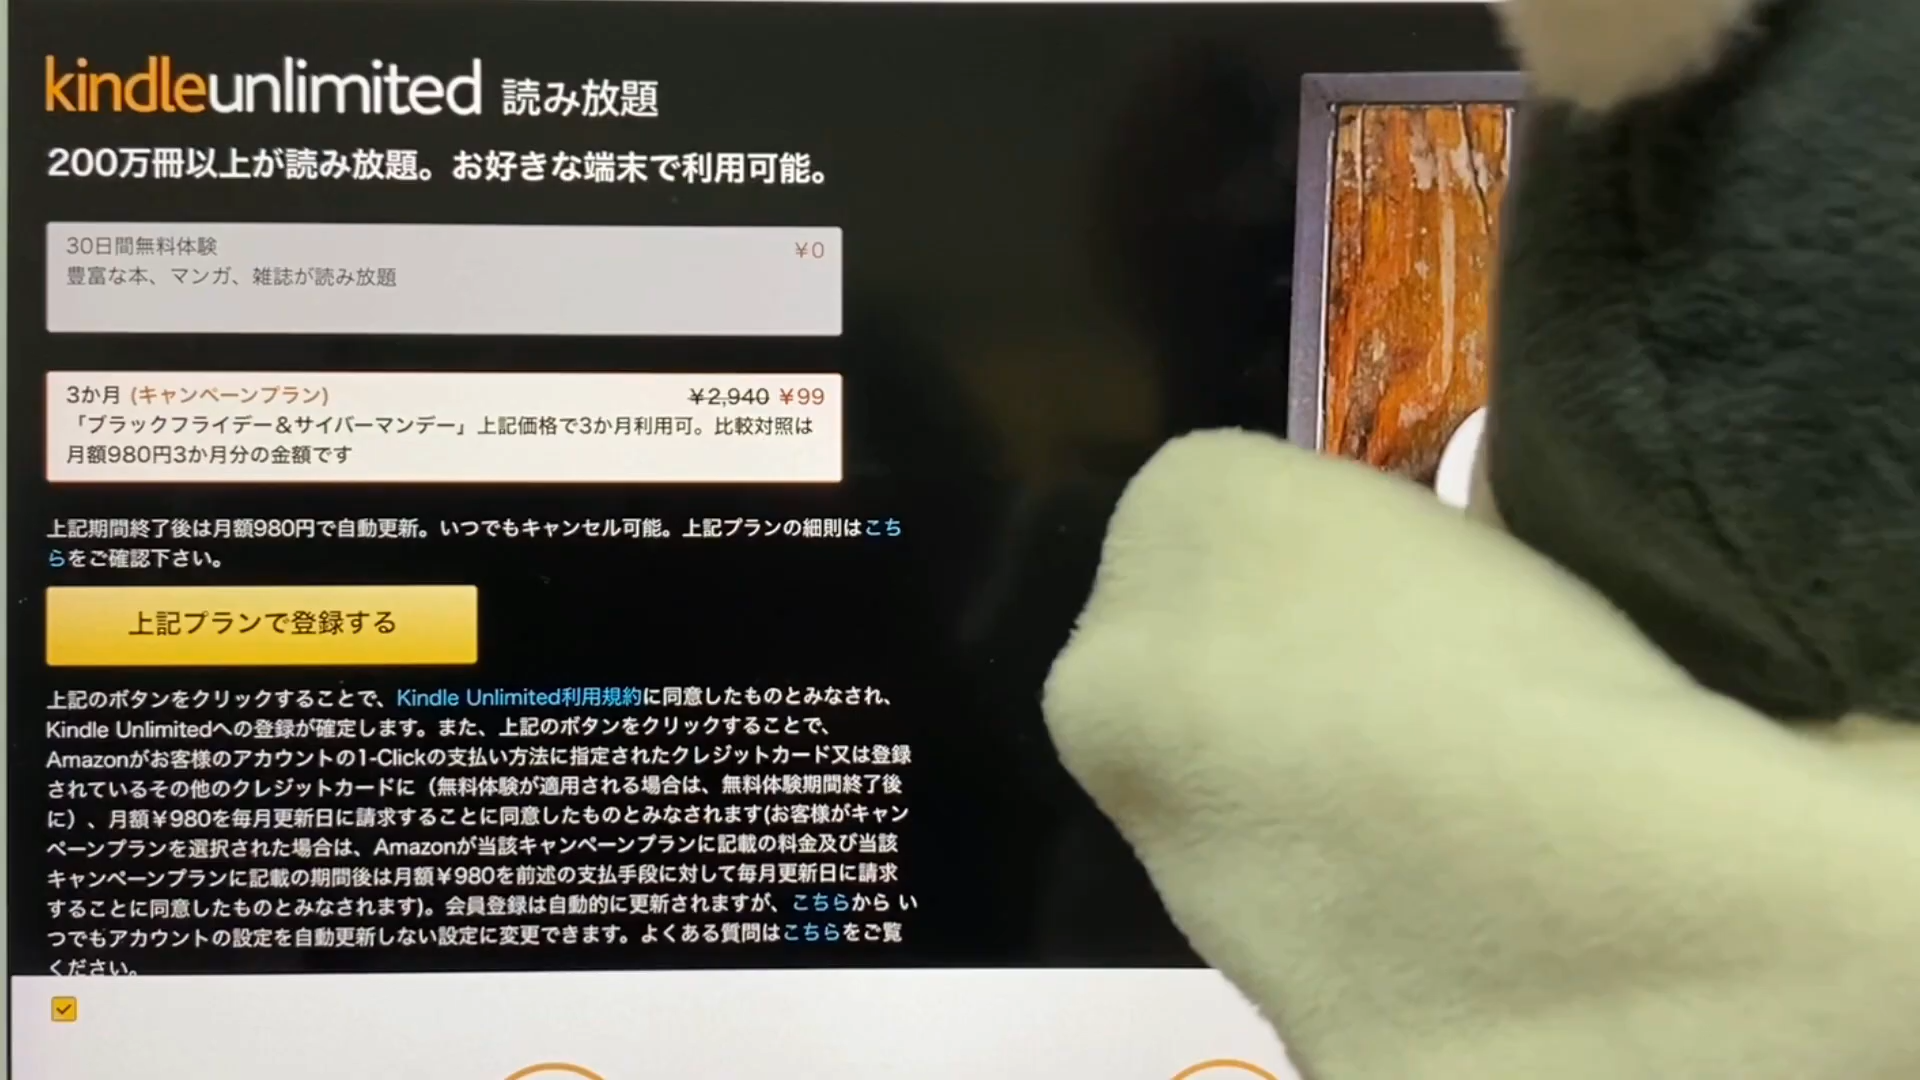 kindleunlimited 読み放題
200万冊以上が読み放題。お好きな端末で利用可能。
30日間無料体験 ¥0
豊富な本、マンガ、雑誌が読み放題
3か月 (キャンペーンプラン) ¥2,940 ¥99
「ブラックフライデー&サイバーマンデー」上記価格で3か月利用可。比較対照は
月額980円3か月分の金額です
上記期間終了後は月額980円で自動更新。いつでもキャンセル可能。上記プランの細則はこち
らをご確認下さい。
上記プランで登録する
上記のボタンをクリックすることで、Kindle Unlimited利用規約に同意したものとみなされ、
Kindle Unlimitedへの登録が確定します。また、上記のボタンをクリックすることで、
Amazonがお客様のアカウントの1-Clickの支払い方法に指定されたクレジットカード又は登録
されているその他のクレジットカードに（無料体験が適用される場合は、無料体験期間終了後
に）、月額¥980を毎月更新日に請求することに同意したものとみなされます(お客様がキャン
ペーンプランを選択された場合は、Amazonが当該キャンペーンプランに記載の料金及び当該
キャンペーンプランに記載の期間後は月額¥980を前述の支払手段に対して毎月更新日に請求
することに同意したものとみなされます)。会員登録は自動的に更新されますが、こちらから い
つでもアカウントの設定を自動更新しない設定に変更できます。よくある質問はこちらをご覧
ください。